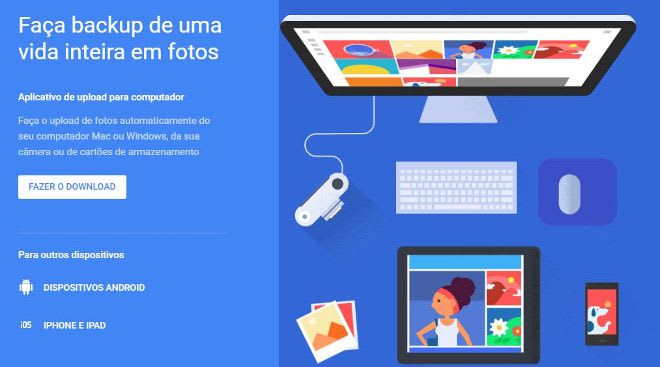 Faça backup de uma
vida inteira em fotos
Aplicativo de upload para computador
Faça o upload de fotos automaticamente do
seu computador Mac ou Windows, da sua
câmera ou de cartões de armazenamento
FAZER O DOWNLOAD
Para outros dispositivos
DISPOSITIVOS ANDROID
iOS IPHONE E IPAD